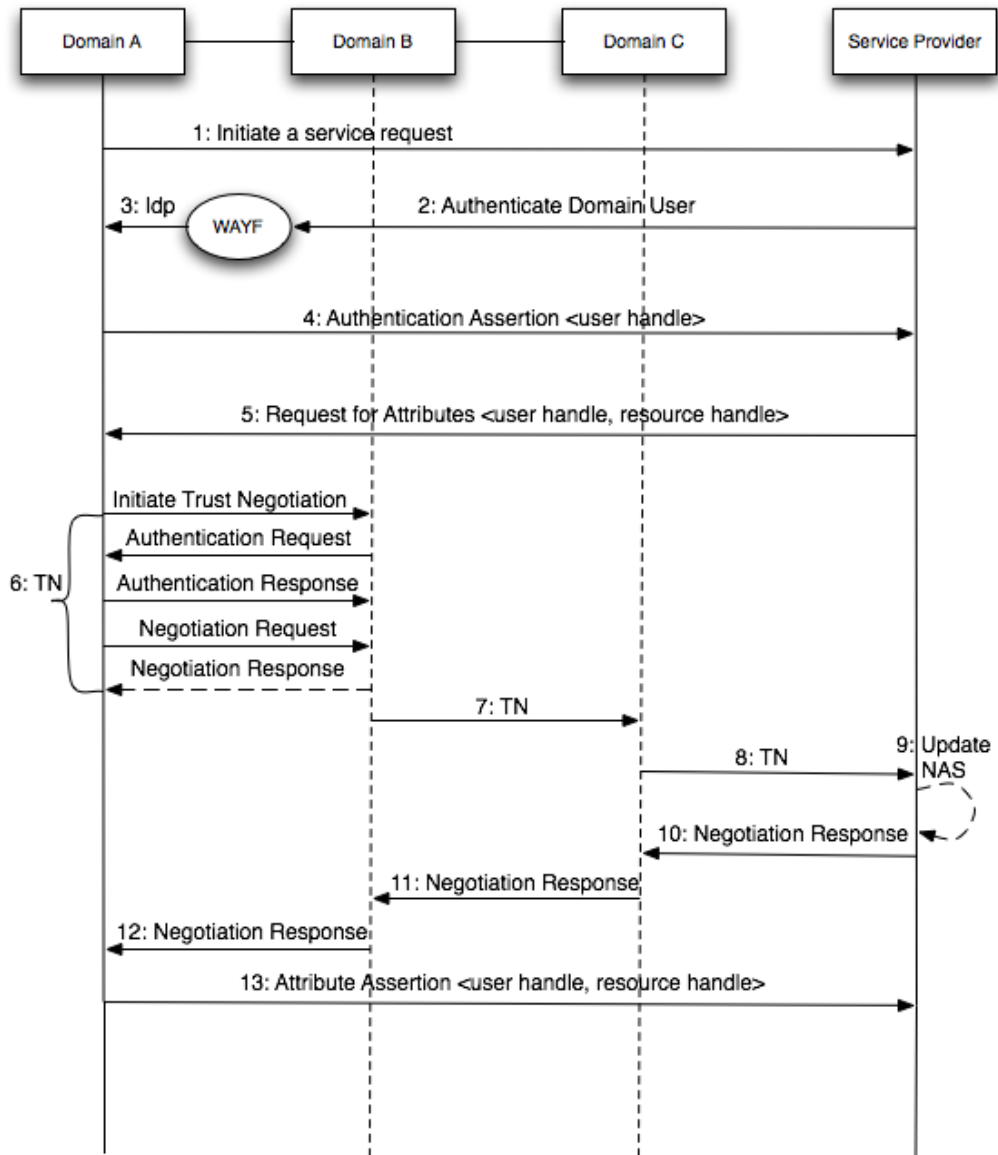 Domain A
Domain B
Domain C
Service Provider
1: Initiate a service request
3: Idp
WAYF
2: Authenticate Domain User
4: Authentication Assertion <user handle>
5: Request for Attributes <user handle, resource handle>
Initiate Trust Negotiation
Authentication Request
6: TN
Authentication Response
Negotiation Request
Negotiation Response
7: TN
8: TN
9: Update
NAS
10: Negotiation Response
11: Negotiation Response
12: Negotiation Response
13: Attribute Assertion <user handle, resource handle>